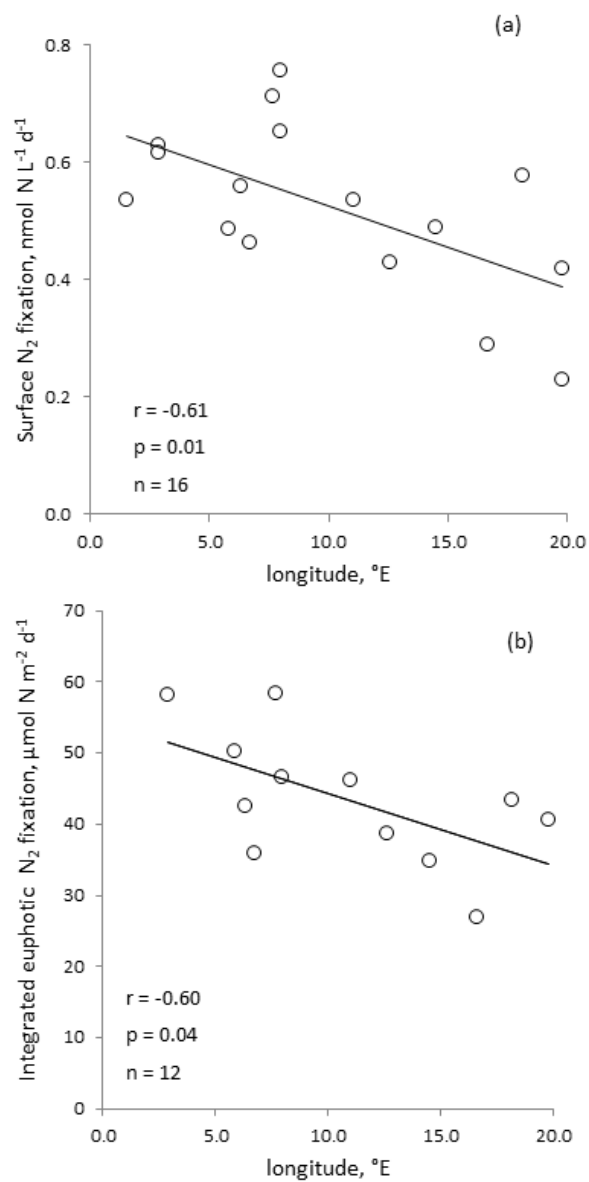 (a)
Surface N₂ fixation, nmol N L⁻¹ d⁻¹
0.8
0.6
0.4
0.2
0.0
r = -0.61
p = 0.01
n = 16
0.0 5.0 10.0 15.0 20.0
longitude, °E
(b)
Integrated euphotic N₂ fixation, µmol N m⁻² d⁻¹
70
60
50
40
30
20
10
0
r = -0.60
p = 0.04
n = 12
0.0 5.0 10.0 15.0 20.0
longitude, °E